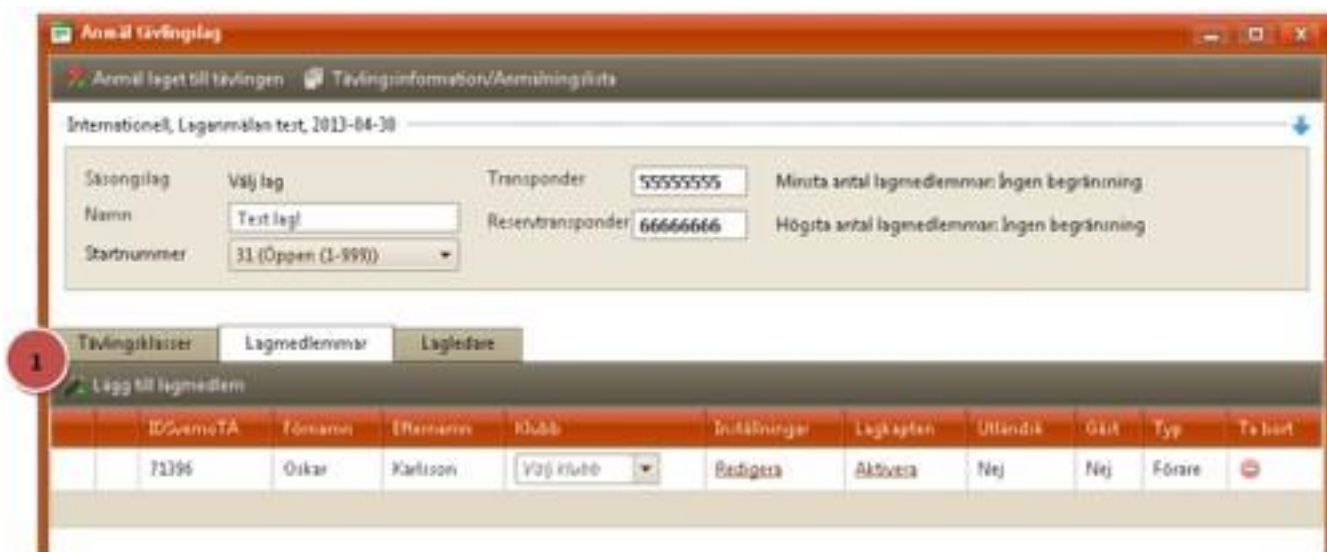 Anmäl tävlingslag
Anmäl laget till tävlingen Tävlingsinformation/Anmälningslista
Internationell, Laganmälan test, 2013-04-30
Säsongslag Välj lag Transponder 55555555 Minsta antal lagmedlemmar: Ingen begränsning
Namn Test lag! Reservtransponder 66666666 Högsta antal lagmedlemmar: Ingen begränsning
Startnummer 31 (Öppen (1-999))
Tävlingsklasser Lagmedlemmar Lagledare
1
Lägg till lagmedlem
IDSvemoTA Förnamn Efternamn Klubb Inställningar Lagkapten Utländsk Gäst Typ Ta bort
71396 Oskar Karlsson Välj klubb Redigera Aktivera Nej Nej Förare